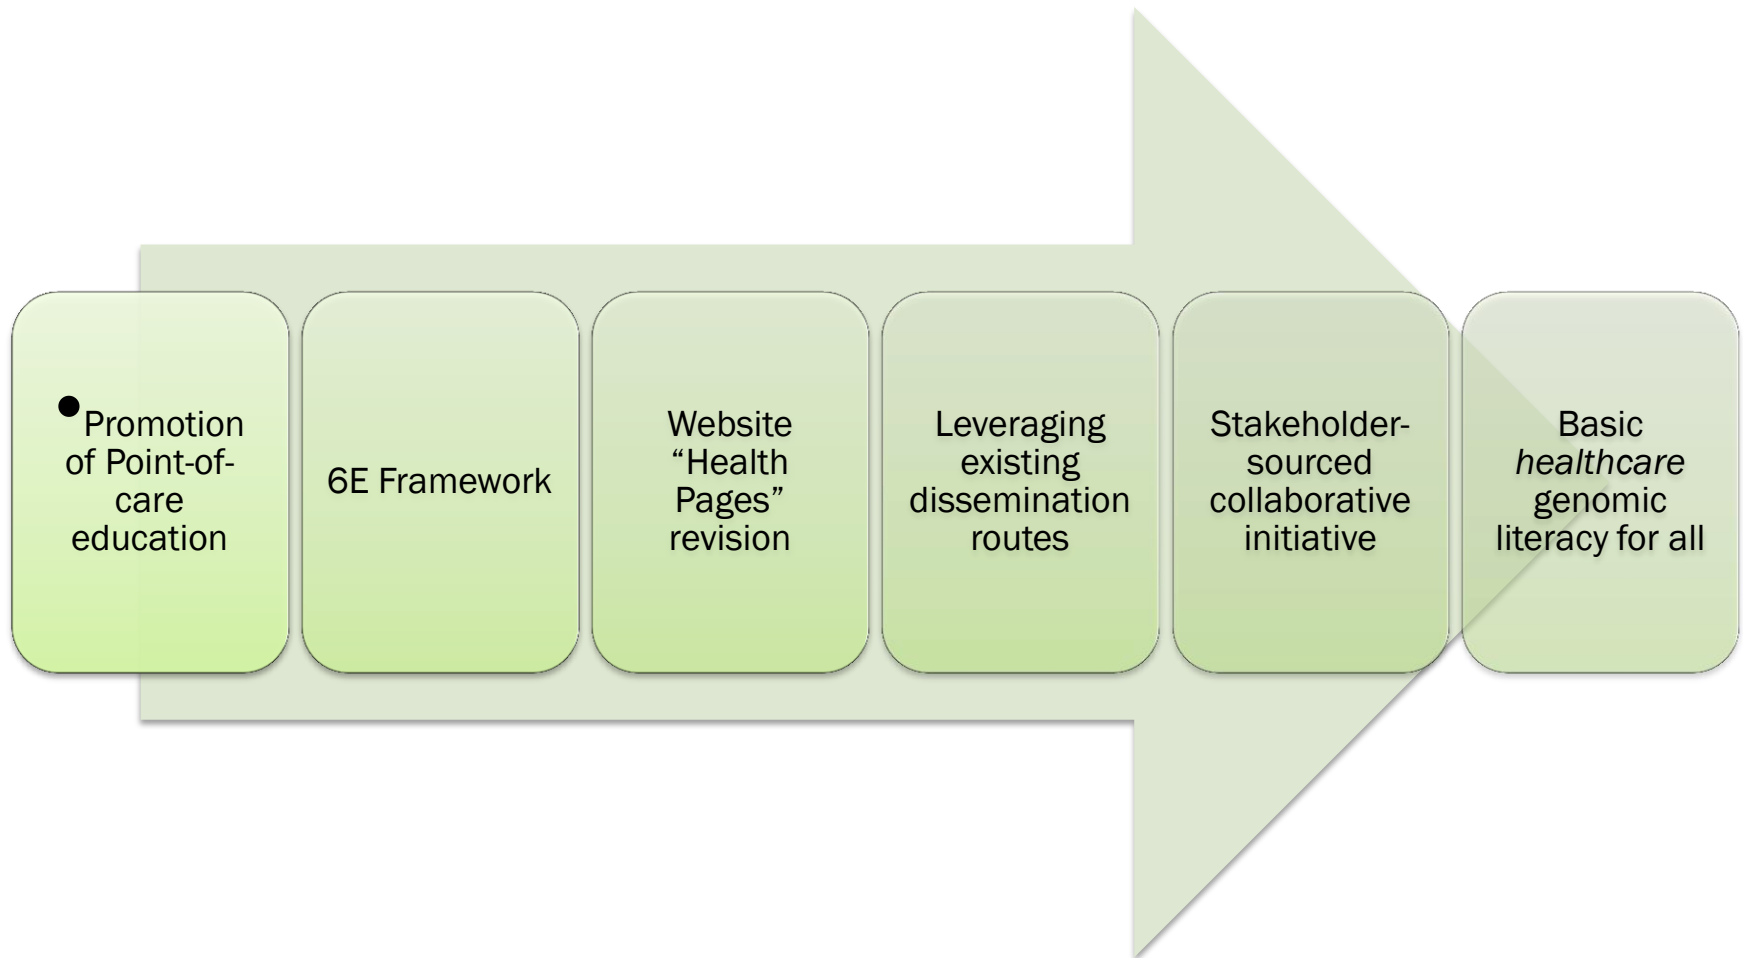 •Promotion
of Point-of-
care
education
6E Framework
Website
“Health
Pages”
revision
Leveraging
existing
dissemination
routes
Stakeholder-
sourced
collaborative
initiative
Basic
healthcare
genomic
literacy for all